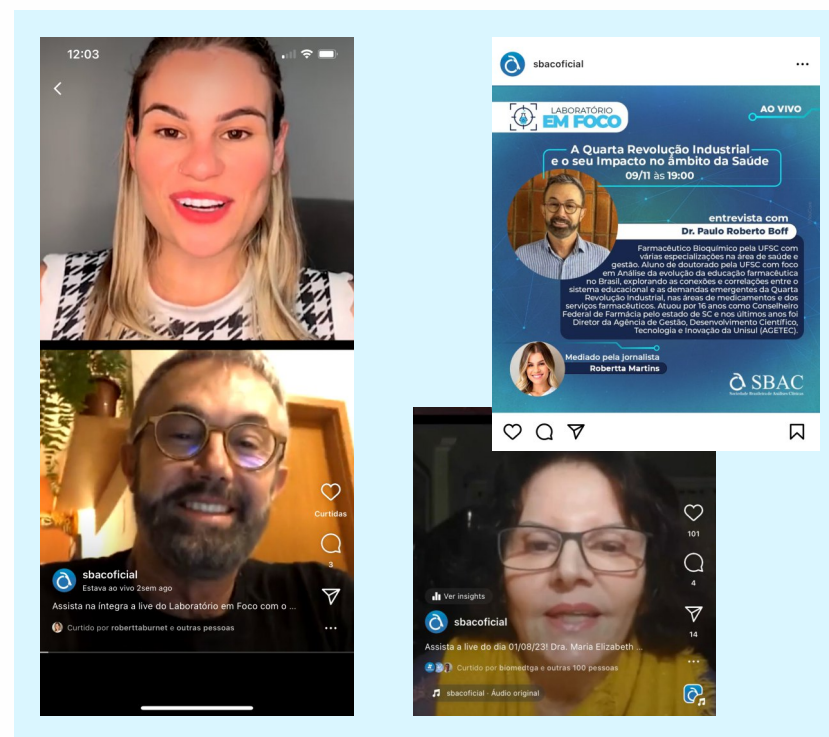 12:03
Curtidas
3
sbacoficial
Estava ao vivo 2sem ago
Assista na íntegra a live do Laboratório em Foco com o ...
Curtido por roberttaburnet e outras pessoas
sbacoficial
LABORATÓRIO
EM FOCO
AO VIVO
A Quarta Revolução Industrial
e o seu Impacto no âmbito da Saúde
09/11 às 19:00
entrevista com
Dr. Paulo Roberto Boff
Farmacêutico Bioquímico pela UFSC com
várias especializações na área de saúde e
gestão. Aluno de doutorado pela UFSC com foco
em Análise da evolução da educação farmacêutica
no Brasil, explorando as conexões e correlações entre o
sistema educacional e as demandas emergentes da Quarta
Revolução Industrial, nas áreas de medicamentos e dos
serviços farmacêuticos. Atuou por 16 anos como Conselheiro
Federal de Farmácia pelo estado de SC e nos últimos anos foi
Diretor da Agência de Gestão, Desenvolvimento Científico,
Tecnologia e Inovação da Unisul (AGETEC).
Mediado pela jornalista
Robertta Martins
SBAC
Sociedade Brasileira de Análises Clínicas
101
4
14
Ver insights
sbacoficial
Assista a live do dia 01/08/23! Dra. Maria Elizabeth ...
Curtido por biomedtga e outras 100 pessoas
sbacoficial · Áudio original